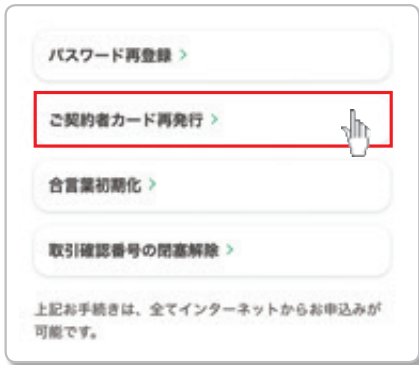 パスワード再登録 >
ご契約者カード再発行 >
合言葉初期化 >
取引確認番号の閉塞解除 >
上記お手続きは、全てインターネットからお申込みが
可能です。